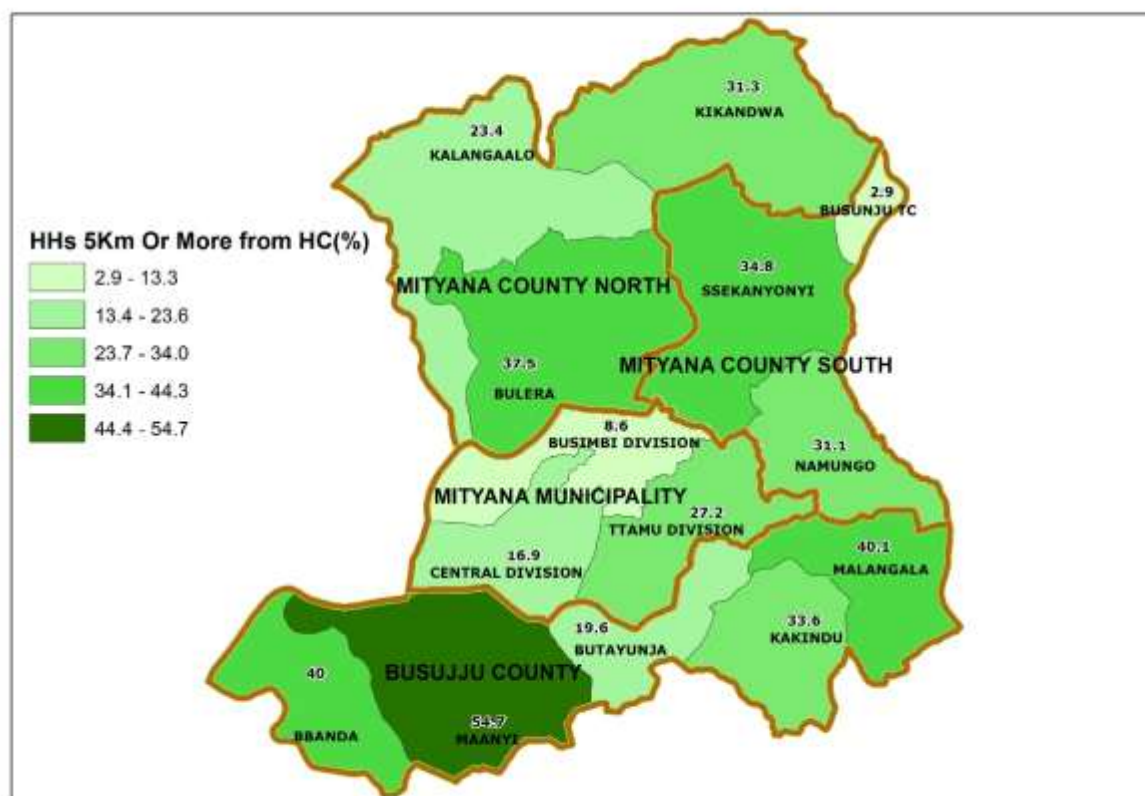 31.3
KIKANDWA
23.4
KALANGAALO
2.9
BUSUNJU TC
HHs 5Km Or More from HC(%)
2.9 - 13.3
13.4 - 23.6
23.7 - 34.0
34.1 - 44.3
44.4 - 54.7
34.8
SSEKANYONYI
MITYANA COUNTY NORTH
37.5
BULERA
MITYANA COUNTY SOUTH
8.6
BUSIMBI DIVISION
31.1
NAMUNGO
MITYANA MUNICIPALITY
27.2
TTAMU DIVISION
16.9
CENTRAL DIVISION
40.1
MALANGALA
19.6
BUTAYUNJA
33.6
KAKINDU
40
BBANDA
BUSUJJU COUNTY
54.7
MAANYI